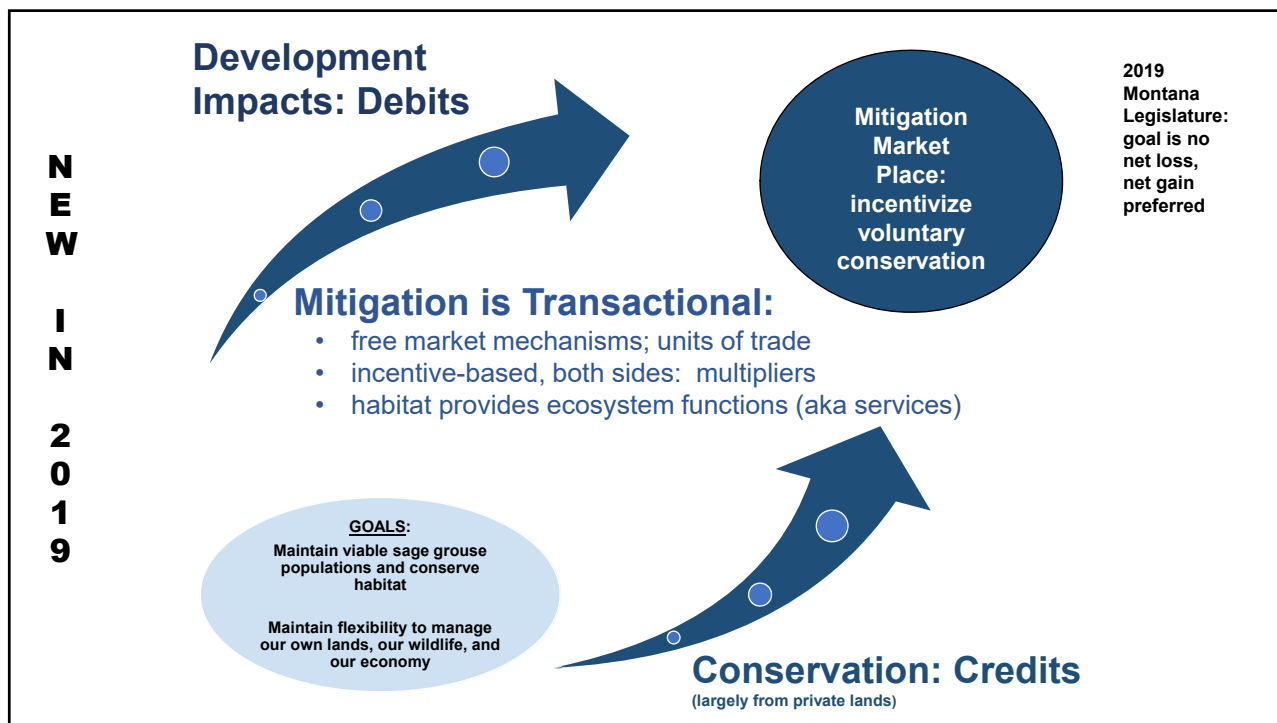 Development
Impacts: Debits
Mitigation
Market
Place:
incentivize
voluntary
conservation
2019
Montana
Legislature:
goal is no
net loss,
net gain
preferred
N
E
W
I
N
2
0
1
9
Mitigation is Transactional:
• free market mechanisms; units of trade
• incentive-based, both sides: multipliers
• habitat provides ecosystem functions (aka services)
GOALS:
Maintain viable sage grouse
populations and conserve
habitat
Maintain flexibility to manage
our own lands, our wildlife, and
our economy
Conservation: Credits
(largely from private lands)